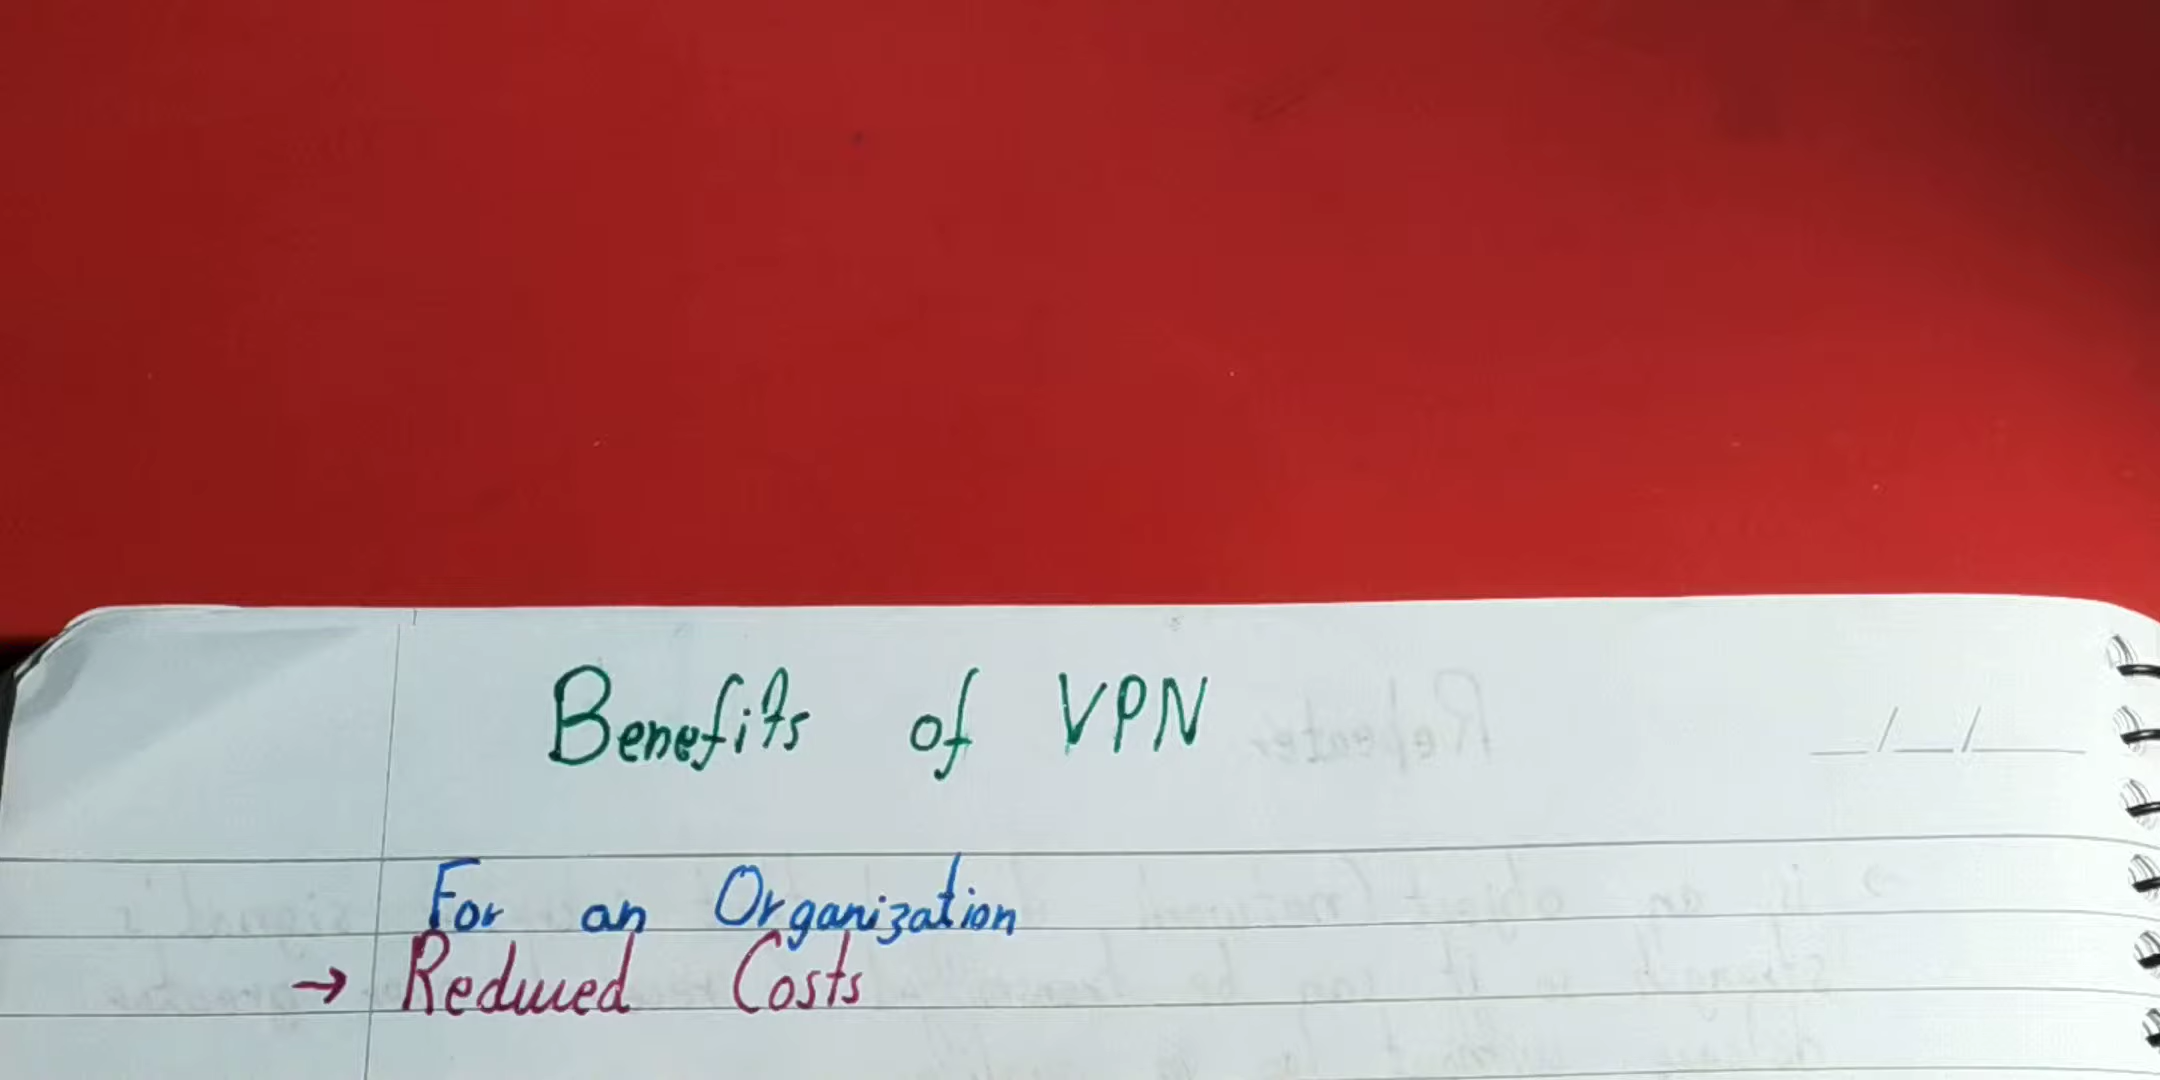 Benefits of VPN
For an Organization
→ Reduced Costs